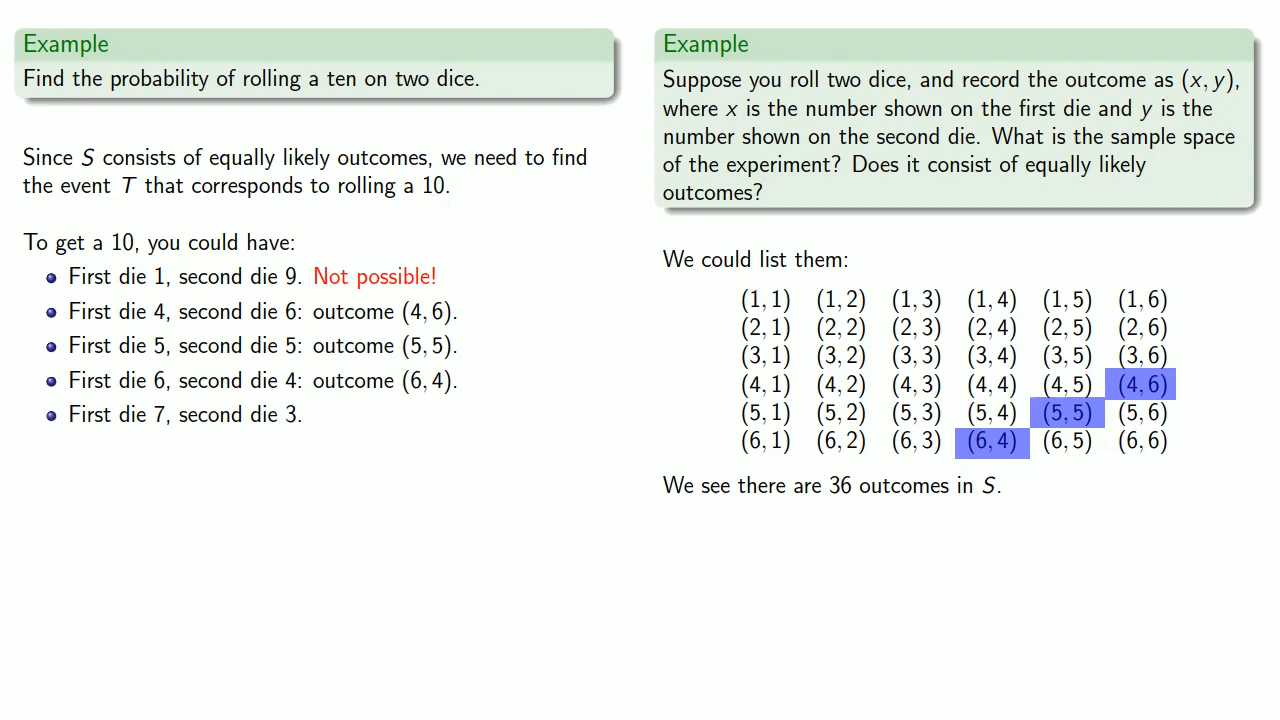 Example
Find the probability of rolling a ten on two dice.
Since S consists of equally likely outcomes, we need to find
the event T that corresponds to rolling a 10.
To get a 10, you could have:
First die 1, second die 9. Not possible!
First die 4, second die 6: outcome (4, 6).
First die 5, second die 5: outcome (5, 5).
First die 6, second die 4: outcome (6, 4).
First die 7, second die 3.
Example
Suppose you roll two dice, and record the outcome as (x, y),
where x is the number shown on the first die and y is the
number shown on the second die. What is the sample space
of the experiment? Does it consist of equally likely
outcomes?
We could list them:
(1, 1) (1, 2) (1, 3) (1, 4) (1, 5) (1, 6)
(2, 1) (2, 2) (2, 3) (2, 4) (2, 5) (2, 6)
(3, 1) (3, 2) (3, 3) (3, 4) (3, 5) (3, 6)
(4, 1) (4, 2) (4, 3) (4, 4) (4, 5) (4, 6)
(5, 1) (5, 2) (5, 3) (5, 4) (5, 5) (5, 6)
(6, 1) (6, 2) (6, 3) (6, 4) (6, 5) (6, 6)
We see there are 36 outcomes in S.